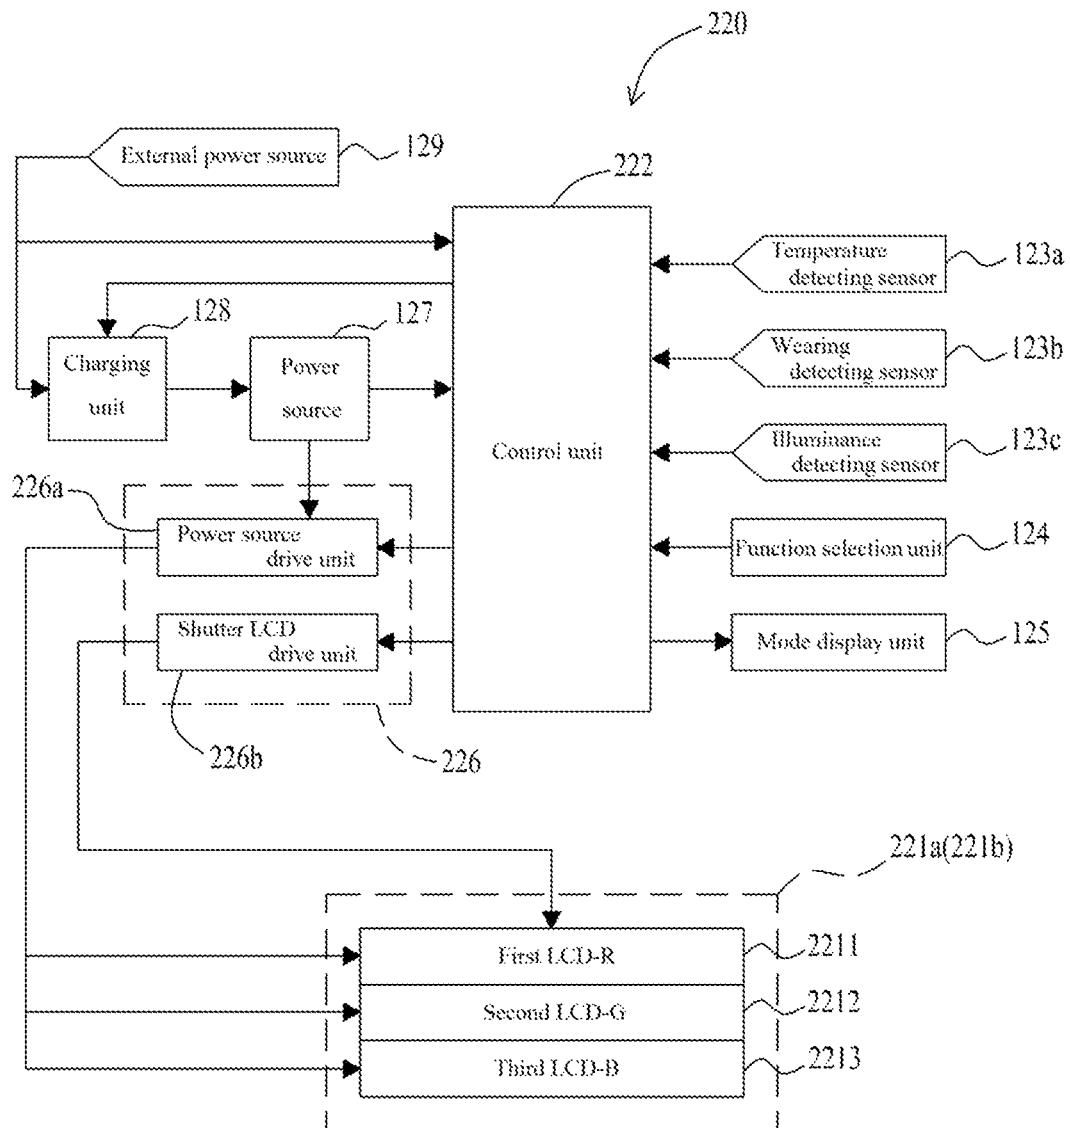 220
External power source
129
222
Temperature
detecting sensor
123a
128
127
Charging
unit
Power
source
Wearing
detecting sensor
123b
Control unit
Illuminance
detecting sensor
123c
226a
Power source
drive unit
Function selection unit
124
Shutter LCD
drive unit
Mode display unit
125
226b
226
221a(221b)
First LCD-R
2211
Second LCD-G
2212
Third LCD-B
2213